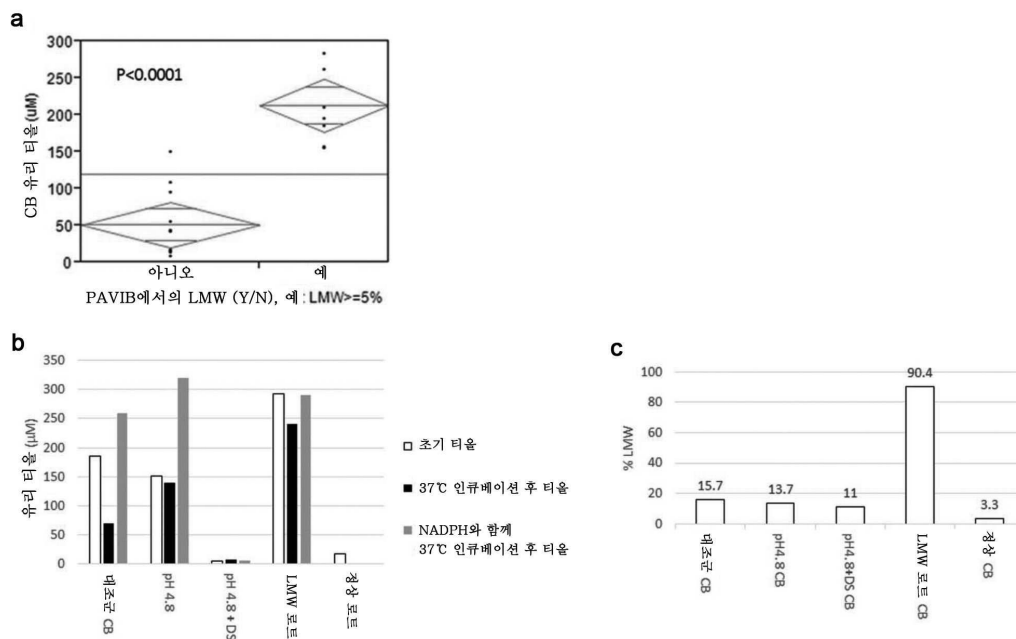 a
300
250
200
150
100
50
0
CB 유리 티올(uM)
P<0.0001
아니오
예
PAVIB에서의 LMW (Y/N), 예: LMW>=5%
b
350
300
250
200
150
100
50
0
유리 티올 (μM)
대조군 CB
pH 4.8
pH 4.8 + DS
LMW 로트
정상 로트
초기 티올
37℃ 인큐베이션 후 티올
NADPH와 함께
37℃ 인큐베이션 후 티올
c
100
80
60
40
20
0
% LMW
15.7
13.7
11
90.4
3.3
대조군 CB
pH4.8 CB
pH4.8+DS CB
LMW 로트 CB
정상 CB